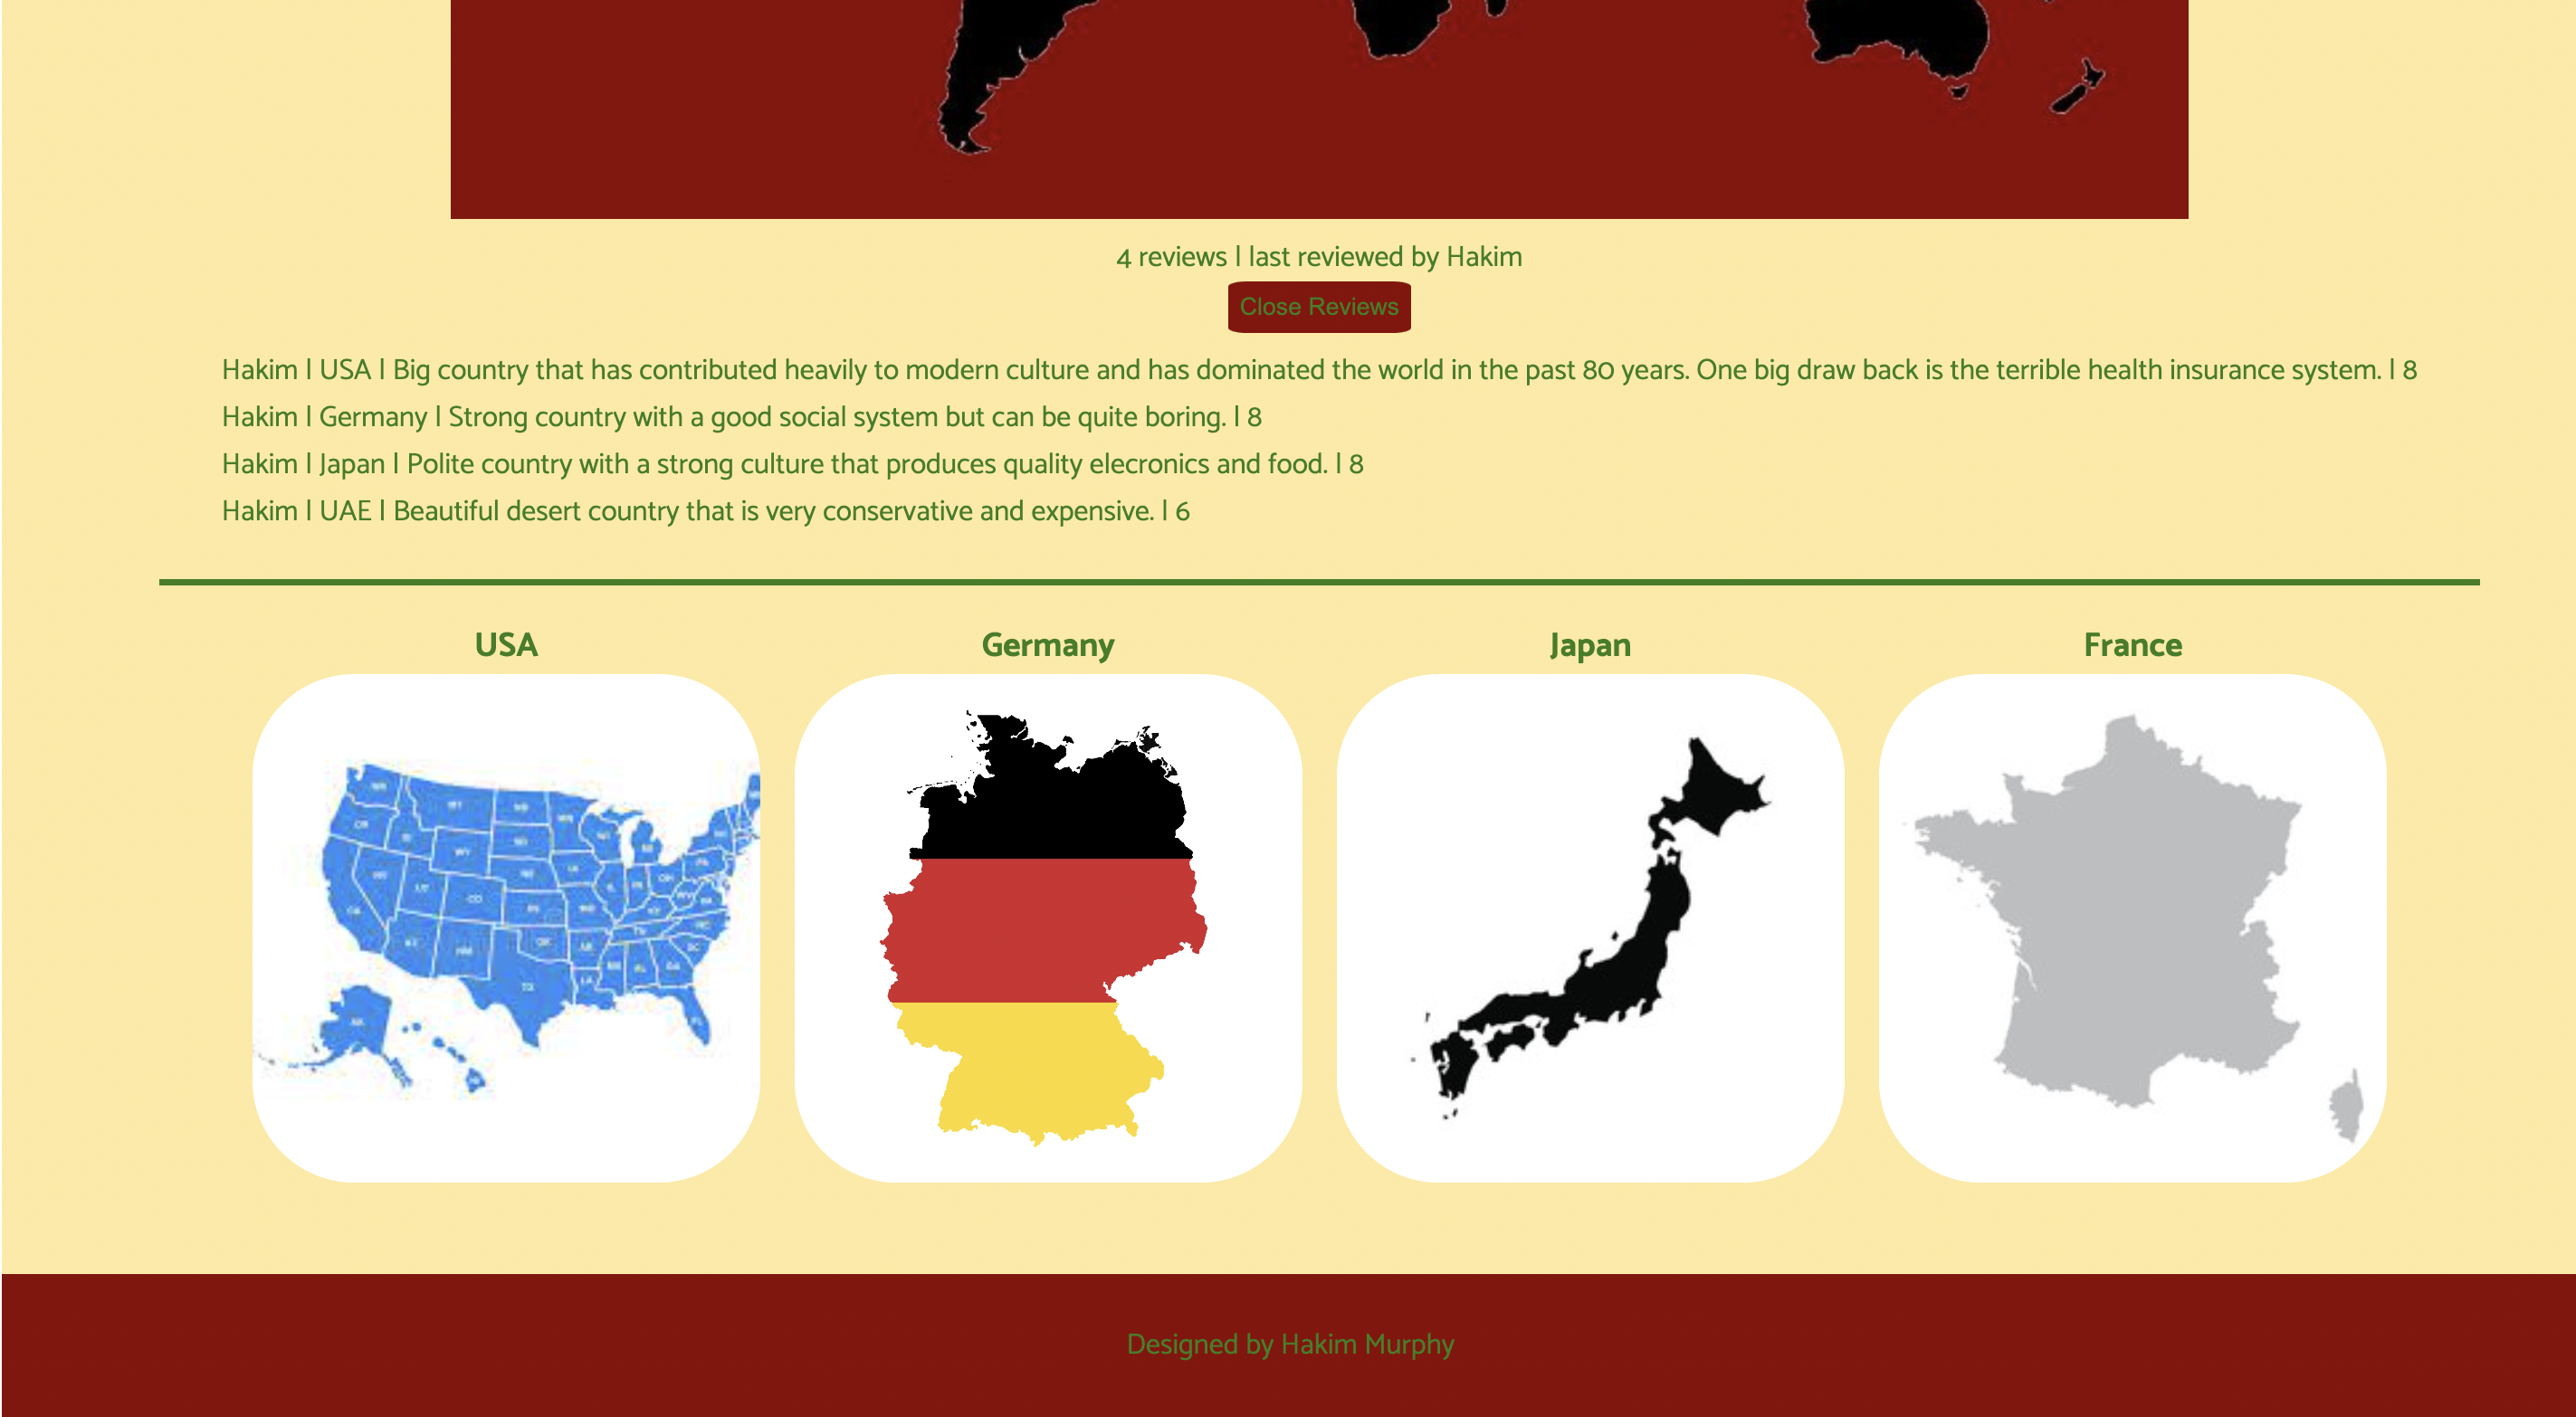 4 reviews | last reviewed by Hakim
Close Reviews
Hakim | USA | Big country that has contributed heavily to modern culture and has dominated the world in the past 80 years. One big draw back is the terrible health insurance system. | 8
Hakim | Germany | Strong country with a good social system but can be quite boring. | 8
Hakim | Japan | Polite country with a strong culture that produces quality elecronics and food. | 8
Hakim | UAE | Beautiful desert country that is very conservative and expensive. | 6
USA Germany Japan France
Designed by Hakim Murphy